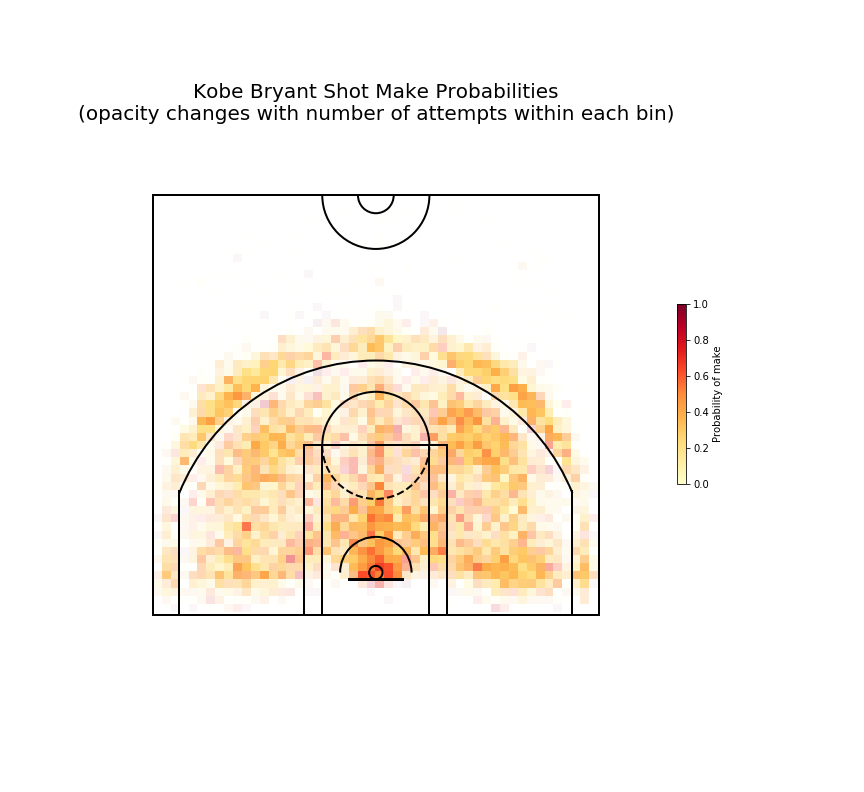 Kobe Bryant Shot Make Probabilities
(opacity changes with number of attempts within each bin)
1.0
0.8
0.6
0.4
0.2
0.0
Probability of make